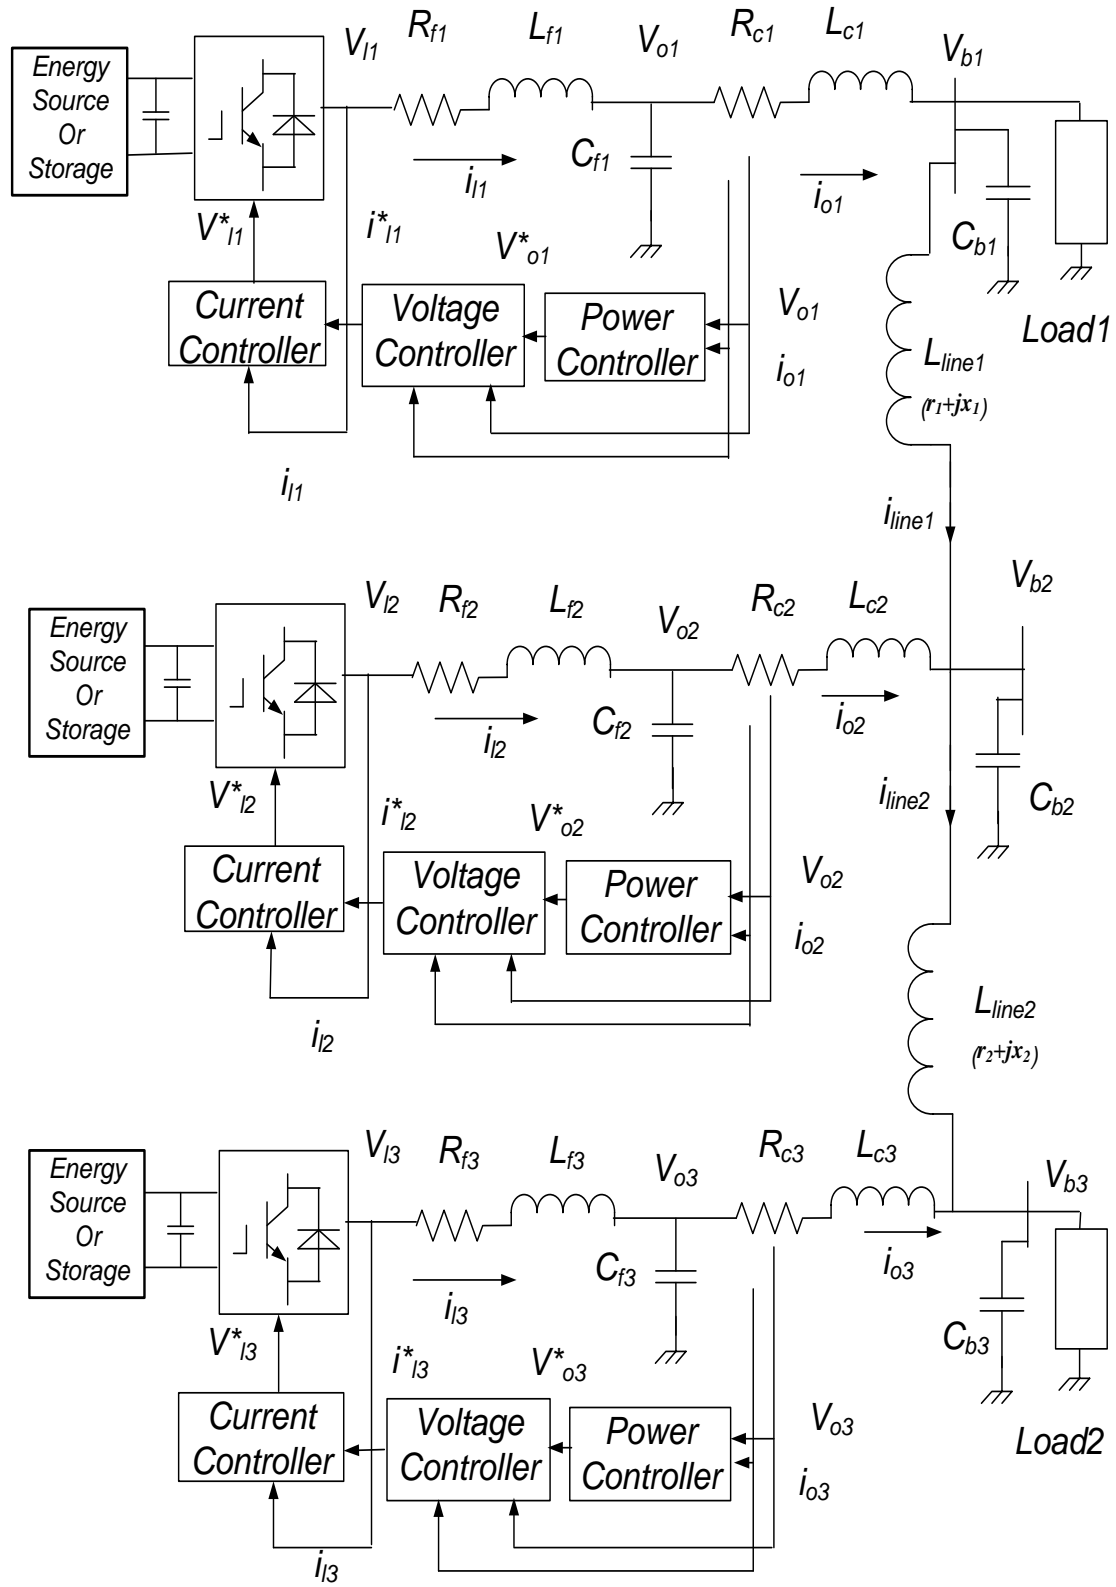 V_l1
R_f1
L_f1
V_o1
R_c1
L_c1
V_b1
Energy
Source
Or
Storage
C_f1
i_l1
i_o1
C_b1
V*_l1
i*_l1
V*_o1
Current
Controller
Voltage
Controller
Power
Controller
V_o1
i_o1
Load1
L_line1
(r_1+jx_1)
i_l1
i_line1
V_l2
R_f2
L_f2
V_o2
R_c2
L_c2
V_b2
Energy
Source
Or
Storage
C_f2
i_l2
i_o2
i_line2
C_b2
V*_l2
i*_l2
V*_o2
Current
Controller
Voltage
Controller
Power
Controller
V_o2
i_o2
i_l2
L_line2
(r_2+jx_2)
V_l3
R_f3
L_f3
V_o3
R_c3
L_c3
V_b3
Energy
Source
Or
Storage
C_f3
i_l3
i_o3
C_b3
V*_l3
i*_l3
V*_o3
Current
Controller
Voltage
Controller
Power
Controller
V_o3
i_o3
Load2
i_l3